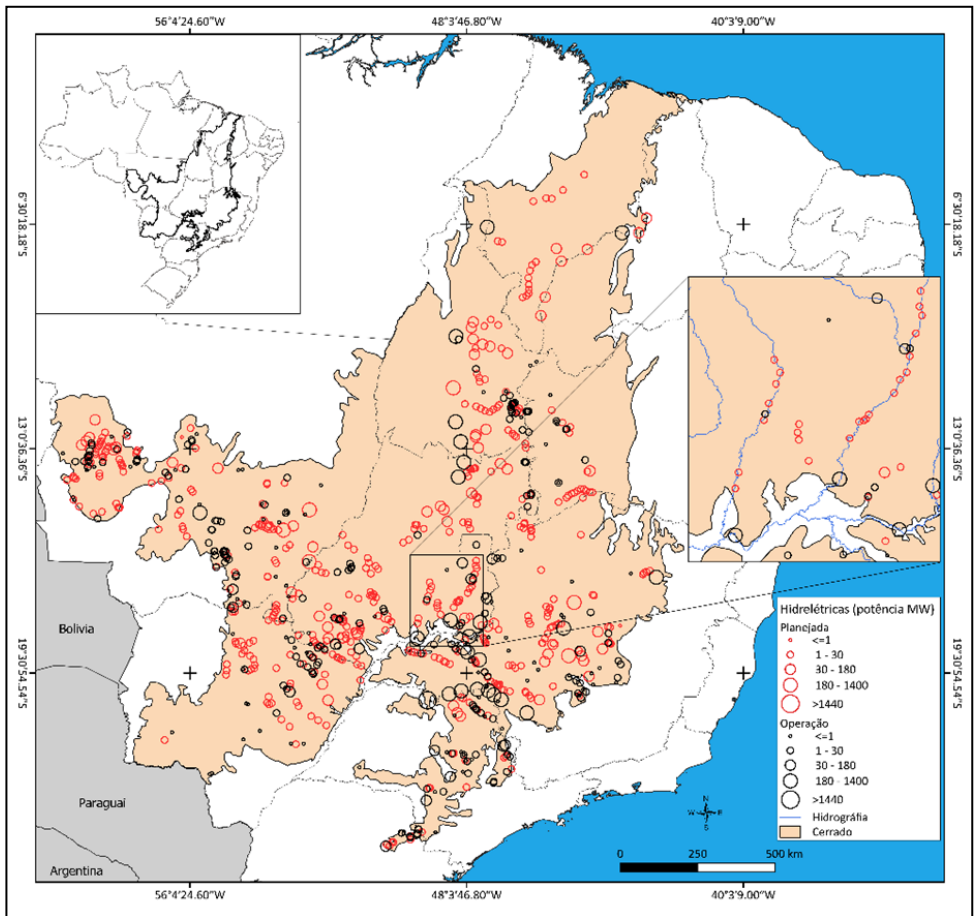 56°4'24.60"W 48°3'46.80"W 40°3'9.00"W
6°30'18.18"S 6°30'18.18"S
13°0'36.36"S 13°0'36.36"S
Bolivia
19°30'54.54"S 19°30'54.54"S
Paraguai
Argentina
Hidrelétricas (potência MW)
Planejada
<=1
1 - 30
30 - 180
180 - 1400
>1440
Operação
<=1
1 - 30
30 - 180
180 - 1400
>1440
Hidrográfia
Cerrado
N
W E
S
0 250 500 km
56°4'24.60"W 48°3'46.80"W 40°3'9.00"W